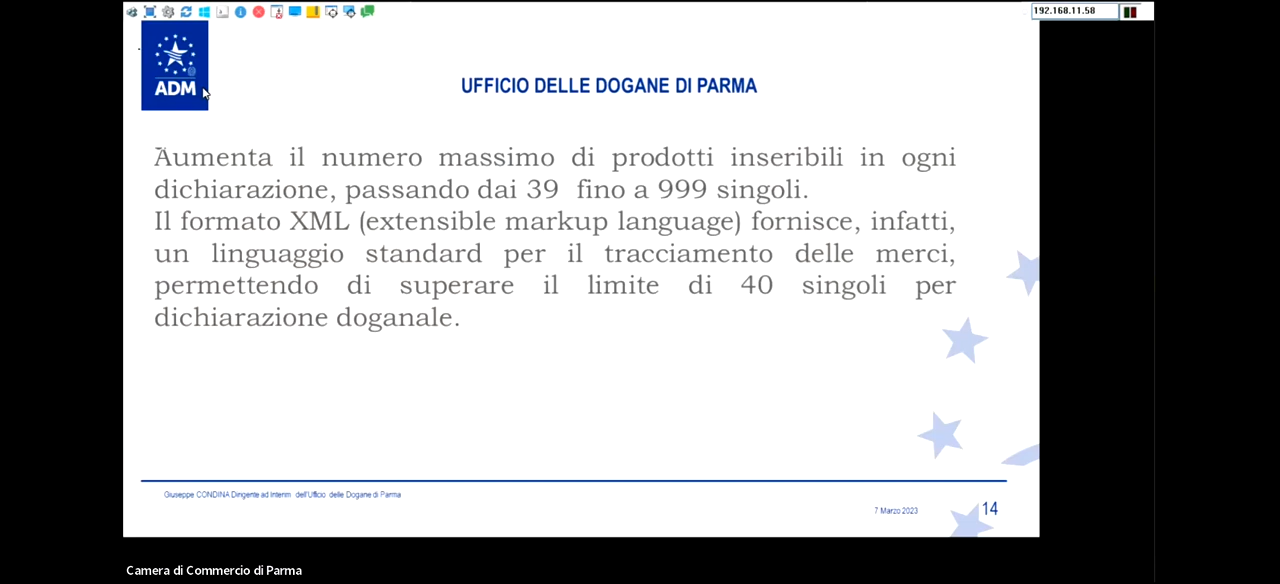 192.168.11.58
ADM
UFFICIO DELLE DOGANE DI PARMA
Aumenta il numero massimo di prodotti inseribili in ogni
dichiarazione, passando dai 39 fino a 999 singoli.
Il formato XML (extensible markup language) fornisce, infatti,
un linguaggio standard per il tracciamento delle merci,
permettendo di superare il limite di 40 singoli per
dichiarazione doganale.
Giuseppe CONDINA Dirigente ad Interim dell'Ufficio delle Dogane di Parma
7 Marzo 2023
14
Camera di Commercio di Parma